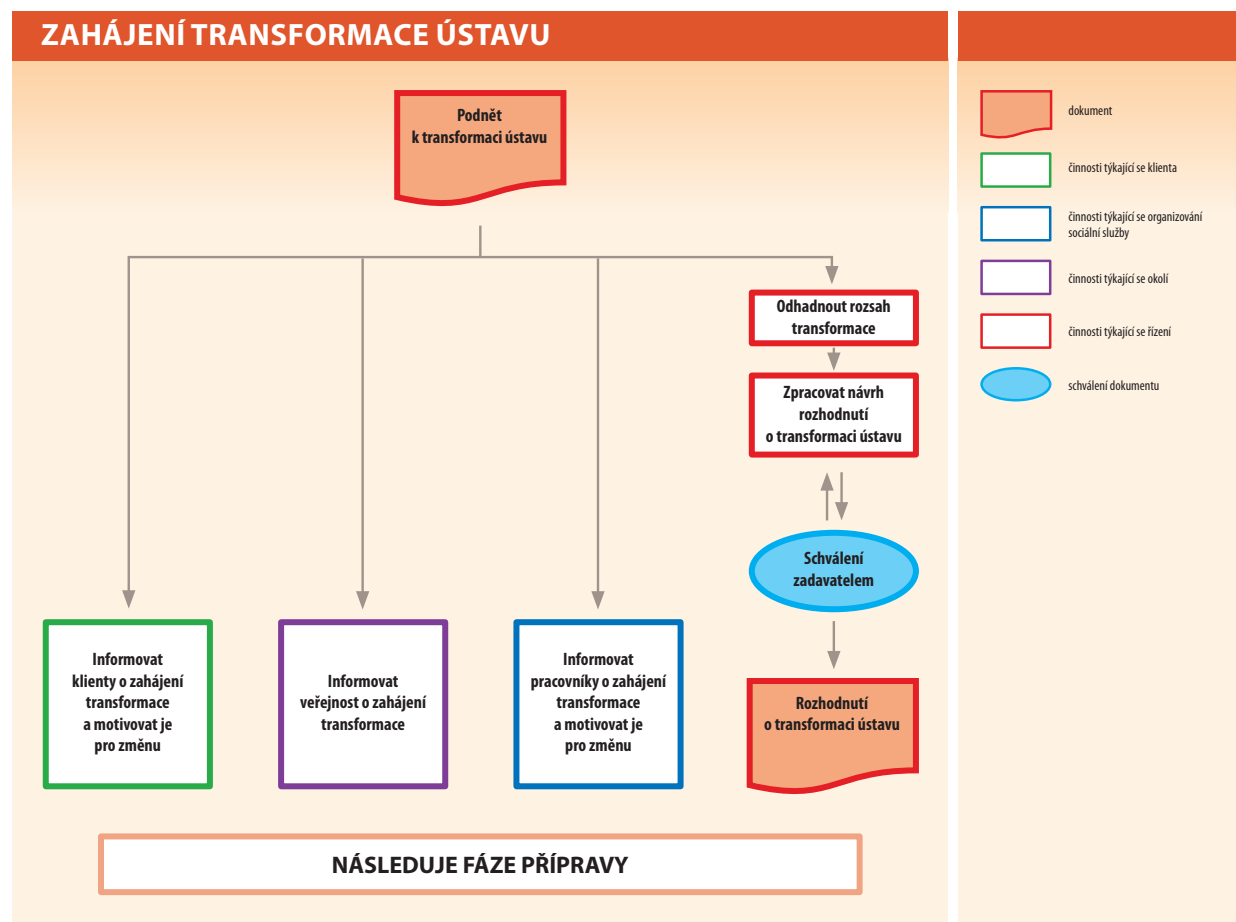 ZAHÁJENÍ TRANSFORMACE ÚSTAVU
Podnět
k transformaci ústavu
Odhadnout rozsah
transformace
Zpracovat návrh
rozhodnutí
o transformaci ústavu
Schválení
zadavatelem
Informovat
klienty o zahájení
transformace
a motivovat je
pro změnu
Informovat
veřejnost o zahájení
transformace
Informovat
pracovníky o zahájení
transformace
a motivovat je
pro změnu
Rozhodnutí
o transformaci ústavu
NÁSLEDUJE FÁZE PŘÍPRAVY
dokument
činnosti týkající se klienta
činnosti týkající se organizování
sociální služby
činnosti týkající se okolí
činnosti týkající se řízení
schválení dokumentu